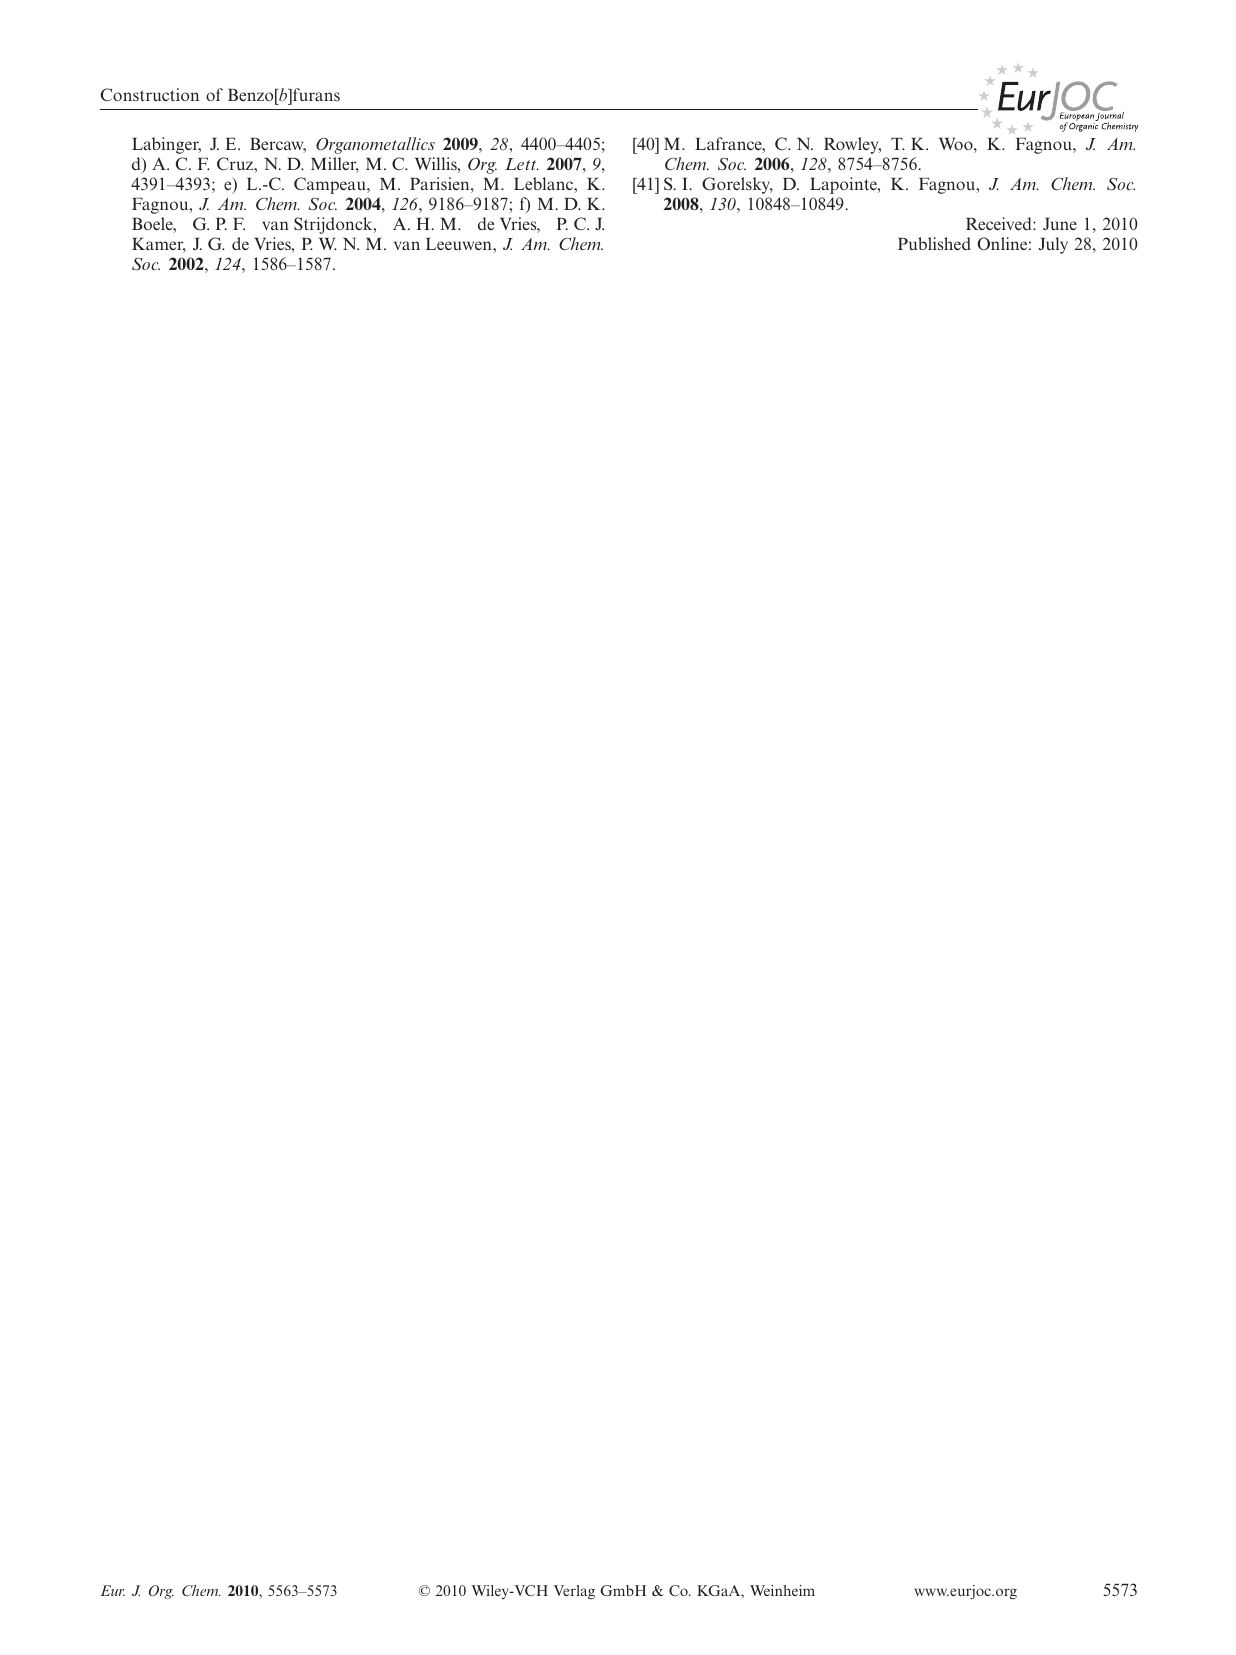 Construction of Benzo[b]furans
EurJOC
European Journal
of Organic Chemistry
Labinger, J. E. Bercaw, Organometallics 2009, 28, 4400–4405;
d) A. C. F. Cruz, N. D. Miller, M. C. Willis, Org. Lett. 2007, 9,
4391–4393; e) L.-C. Campeau, M. Parisien, M. Leblanc, K.
Fagnou, J. Am. Chem. Soc. 2004, 126, 9186–9187; f) M. D. K.
Boele, G. P. F. van Strijdonck, A. H. M. de Vries, P. C. J.
Kamer, J. G. de Vries, P. W. N. M. van Leeuwen, J. Am. Chem.
Soc. 2002, 124, 1586–1587.
[40] M. Lafrance, C. N. Rowley, T. K. Woo, K. Fagnou, J. Am.
Chem. Soc. 2006, 128, 8754–8756.
[41] S. I. Gorelsky, D. Lapointe, K. Fagnou, J. Am. Chem. Soc.
2008, 130, 10848–10849.
Received: June 1, 2010
Published Online: July 28, 2010
Eur. J. Org. Chem. 2010, 5563–5573
© 2010 Wiley-VCH Verlag GmbH & Co. KGaA, Weinheim
www.eurjoc.org
5573